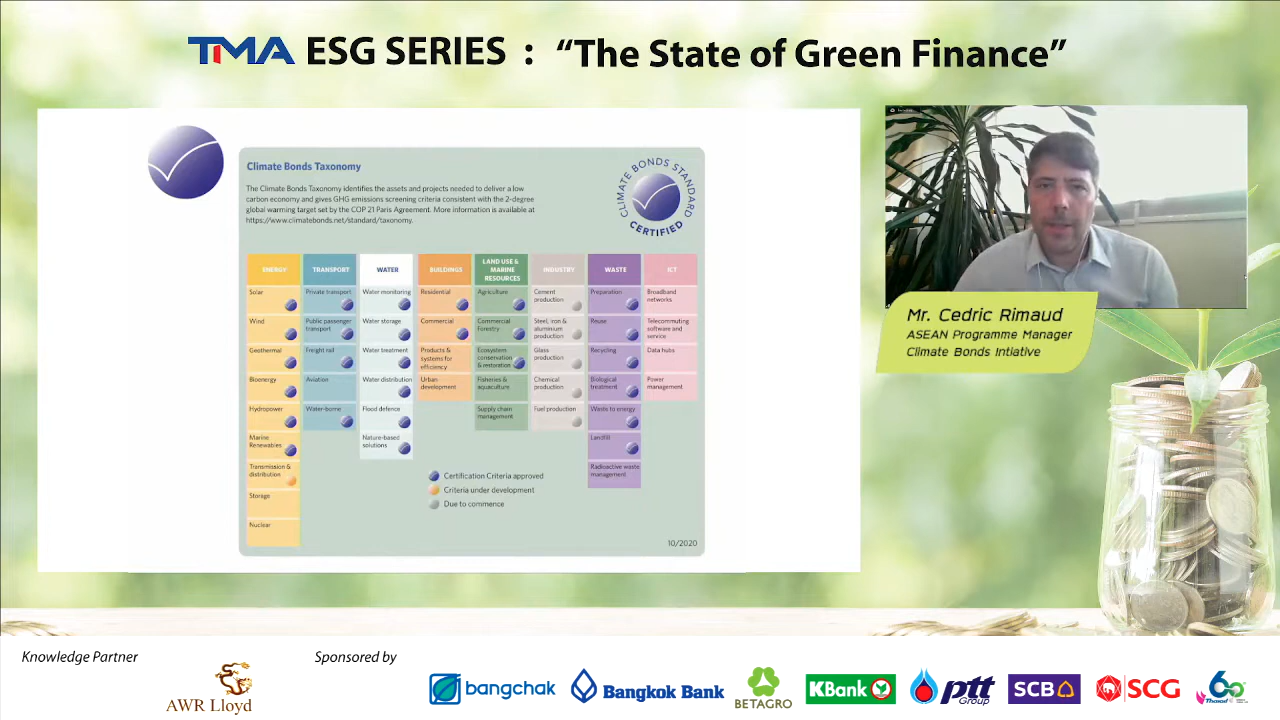 TMA ESG SERIES : “The State of Green Finance”
Climate Bonds Taxonomy
The Climate Bonds Taxonomy identifies the assets and projects needed to deliver a low
carbon economy and gives GHG emissions screening criteria consistent with the 2-degree
global warming target set by the COP 21 Paris Agreement. More information is available at
https://www.climatebonds.net/standard/taxonomy.
CLIMATE BONDS STANDARD
CERTIFIED
ENERGY
Solar
Wind
Geothermal
Bioenergy
Hydropower
Marine
Renewables
Transmission &
distribution
Storage
Nuclear
TRANSPORT
Private transport
Public passenger
transport
Freight rail
Aviation
Water-borne
WATER
Water monitoring
Water storage
Water treatment
Water distribution
Flood defence
Nature-based
solutions
BUILDINGS
Residential
Commercial
Products &
systems for
efficiency
Urban
development
LAND USE &
MARINE
RESOURCES
Agriculture
Commercial
Forestry
Ecosystem
conservation
& restoration
Fisheries &
aquaculture
Supply chain
management
INDUSTRY
Cement
production
Steel, iron &
aluminium
production
Glass
production
Chemical
production
Fuel production
WASTE
Preparation
Reuse
Recycling
Biological
treatment
Waste to energy
Landfill
Radioactive waste
management
ICT
Broadband
networks
Telecommuting
software and
service
Data hubs
Power
management
Certification Criteria approved
Criteria under development
Due to commence
10/2020
Mr. Cedric Rimaud
ASEAN Programme Manager
Climate Bonds Intiative
Knowledge Partner
AWR Lloyd
Sponsored by
bangchak
Bangkok Bank
BETAGRO
KBank
ptt
Group
SCB
SCG
60
Thaioil